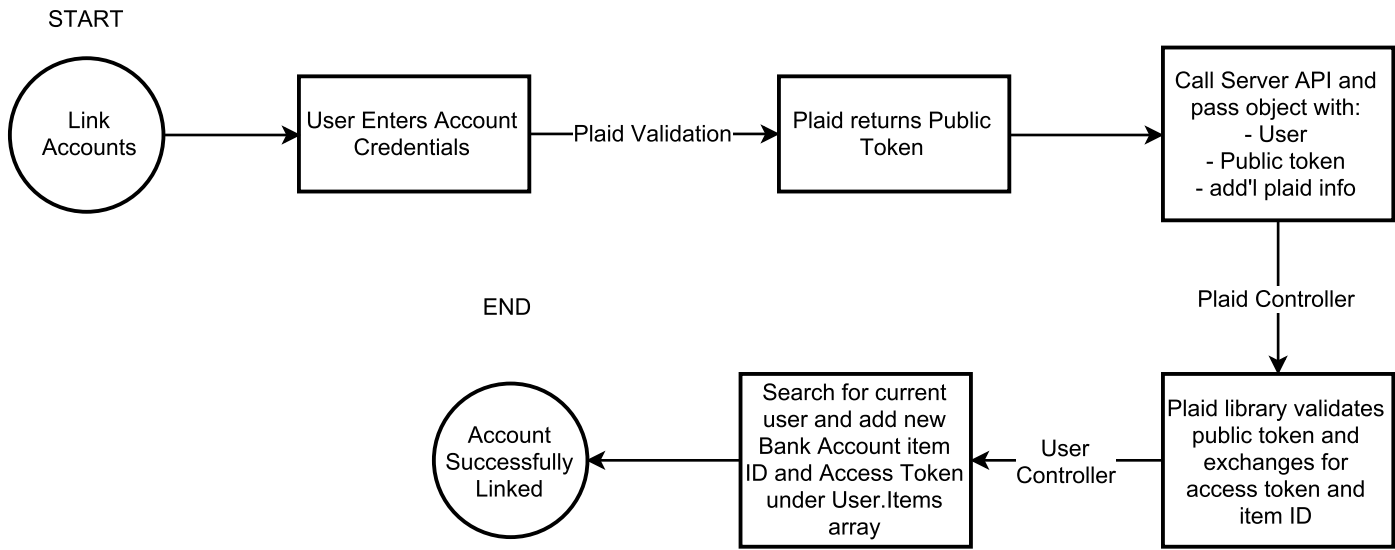 START
Link
Accounts
User Enters Account
Credentials
Plaid Validation
Plaid returns Public
Token
Call Server API and
pass object with:
- User
- Public token
- add'l plaid info
Plaid Controller
Plaid library validates
public token and
exchanges for
access token and
item ID
User
Controller
Search for current
user and add new
Bank Account item
ID and Access Token
under User.Items
array
END
Account
Successfully
Linked